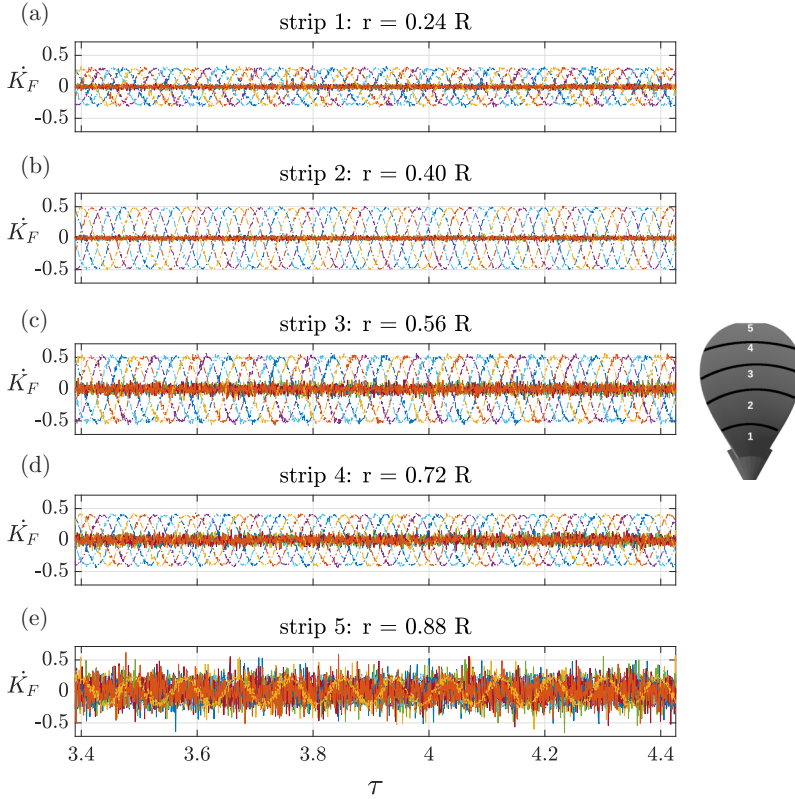 (a)
strip 1: r = 0.24 R
0.5
K̇_F 0
-0.5
(b)
strip 2: r = 0.40 R
0.5
K̇_F 0
-0.5
(c)
strip 3: r = 0.56 R
0.5
K̇_F 0
-0.5
(d)
strip 4: r = 0.72 R
0.5
K̇_F 0
-0.5
(e)
strip 5: r = 0.88 R
0.5
K̇_F 0
-0.5
3.4 3.6 3.8 4 4.2 4.4
τ
5
4
3
2
1